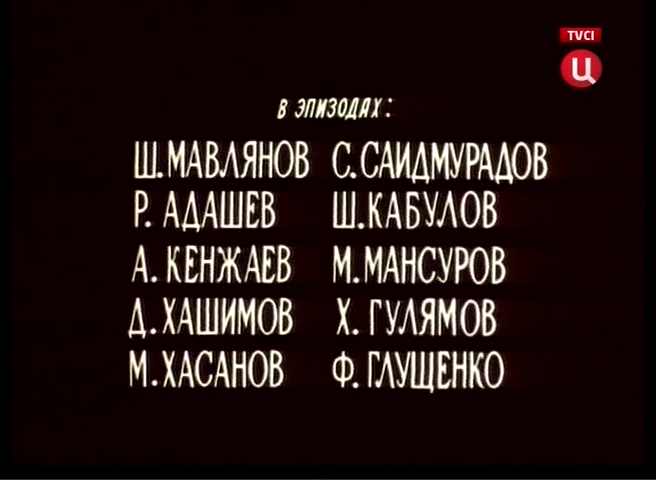 TVCI
Ц
В ЭПИЗОДАХ:
Ш. МАВЛЯНОВ С. САИДМУРАДОВ
Р. АДАШЕВ Ш. КАБУЛОВ
А. КЕНЖАЕВ М. МАНСУРОВ
Д. ХАШИМОВ Х. ГУЛЯМОВ
М. ХАСАНОВ Ф. ГЛУЩЕНКО